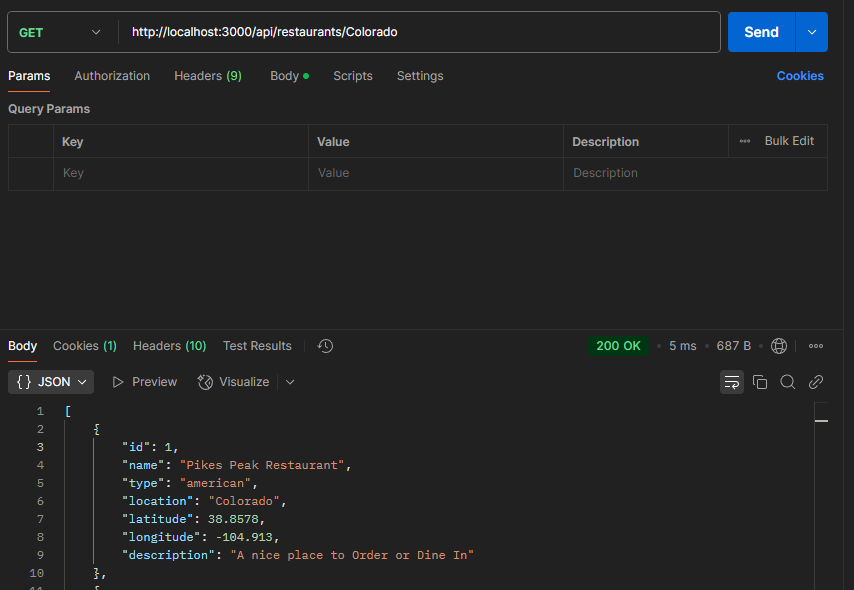 GET http://localhost:3000/api/restaurants/Colorado Send
Params Authorization Headers (9) Body Scripts Settings Cookies
Query Params
Key Value Description Bulk Edit
Key Value Description
Body Cookies (1) Headers (10) Test Results 200 OK 5 ms 687 B
{} JSON Preview Visualize
1 [
2 {
3 "id": 1,
4 "name": "Pikes Peak Restaurant",
5 "type": "american",
6 "location": "Colorado",
7 "latitude": 38.8578,
8 "longitude": -104.913,
9 "description": "A nice place to Order or Dine In"
10 },